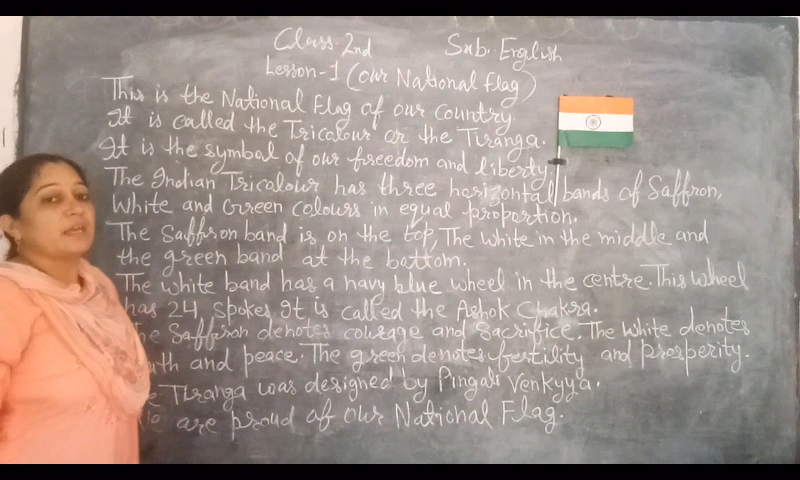 Class-2nd Sub. English
Lesson-1 (our National flag)
This is the National Flag of our country
It is called the Tricalour or the Tiranga.
It is the symbol of our freedom and liberty.
The Indian Tricalour has three horizontal bands of Saffron,
White and Green colours in equal proportion.
The Saffron band is on the top, The white in the middle and
the green band at the bottom.
The white band has a navy blue wheel in the centre. This wheel
has 24, spokes It is called the Ashok Chakra.
The Saffron denotes courage and Sacrifice. The white denotes
and peace. The green denotes fertility and prosperity.
Tiranga was designed by Pingali Venkyya.
are proud of our National Flag.